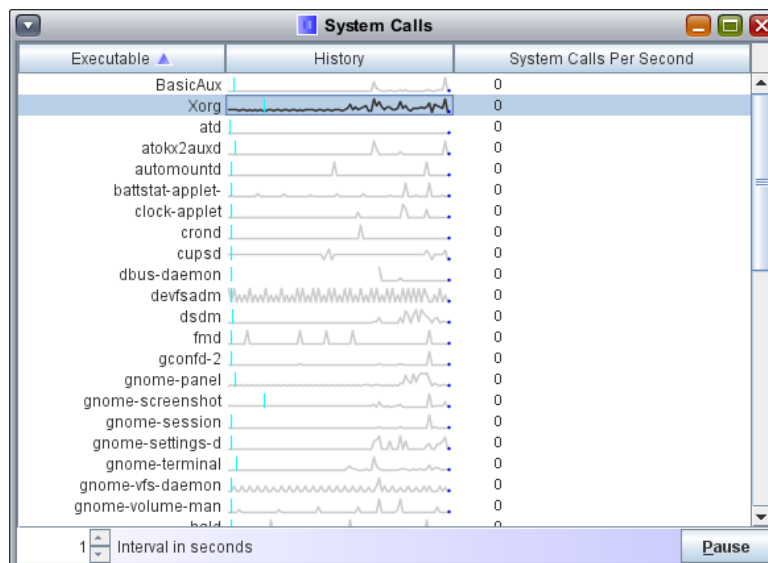 System Calls
Executable History System Calls Per Second
BasicAux 0
Xorg 0
atd 0
atokx2auxd 0
automountd 0
battstat-applet- 0
clock-applet 0
crond 0
cupsd 0
dbus-daemon 0
devfsadm 0
dsdm 0
fmd 0
gconfd-2 0
gnome-panel 0
gnome-screenshot 0
gnome-session 0
gnome-settings-d 0
gnome-terminal 0
gnome-vfs-daemon 0
gnome-volume-man 0
hald 0
1 Interval in seconds Pause